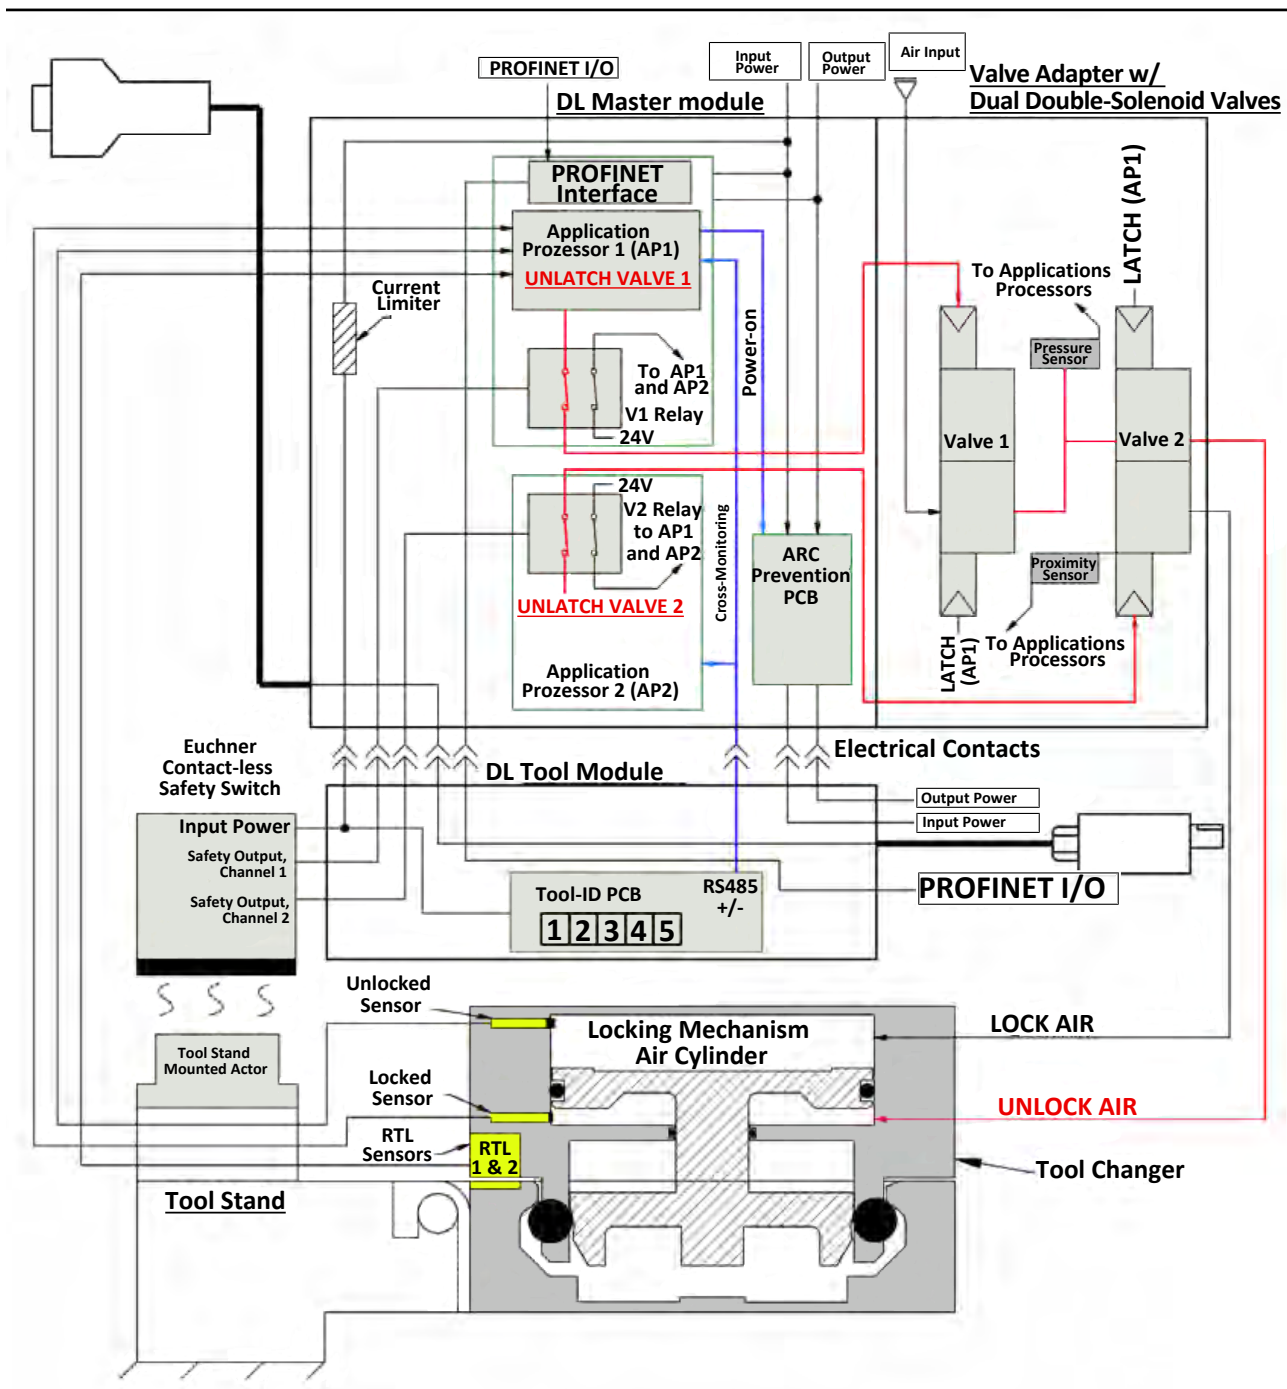 PROFINET I/O
Input
Power
Output
Power
Air Input
Valve Adapter w/
Dual Double-Solenoid Valves
DL Master module
PROFINET
Interface
Application
Prozessor 1 (AP1)
UNLATCH VALVE 1
Current
Limiter
To AP1
and AP2
V1 Relay
24V
Power-on
To Applications
Processors
LATCH (AP1)
Pressure
Sensor
Valve 1
Valve 2
24V
V2 Relay
to AP1
and AP2
UNLATCH VALVE 2
Cross-Monitoring
ARC
Prevention
PCB
Proximity
Sensor
To Applications
Processors
LATCH
(AP1)
Application
Prozessor 2 (AP2)
Euchner
Contact-less
Safety Switch
Electrical Contacts
DL Tool Module
Input Power
Safety Output,
Channel 1
Safety Output,
Channel 2
Output Power
Input Power
PROFINET I/O
Tool-ID PCB
RS485
+/-
1 2 3 4 5
Unlocked
Sensor
Locking Mechanism
Air Cylinder
LOCK AIR
Tool Stand
Mounted Actor
Locked
Sensor
UNLOCK AIR
RTL
Sensors
RTL
1 & 2
Tool Changer
Tool Stand